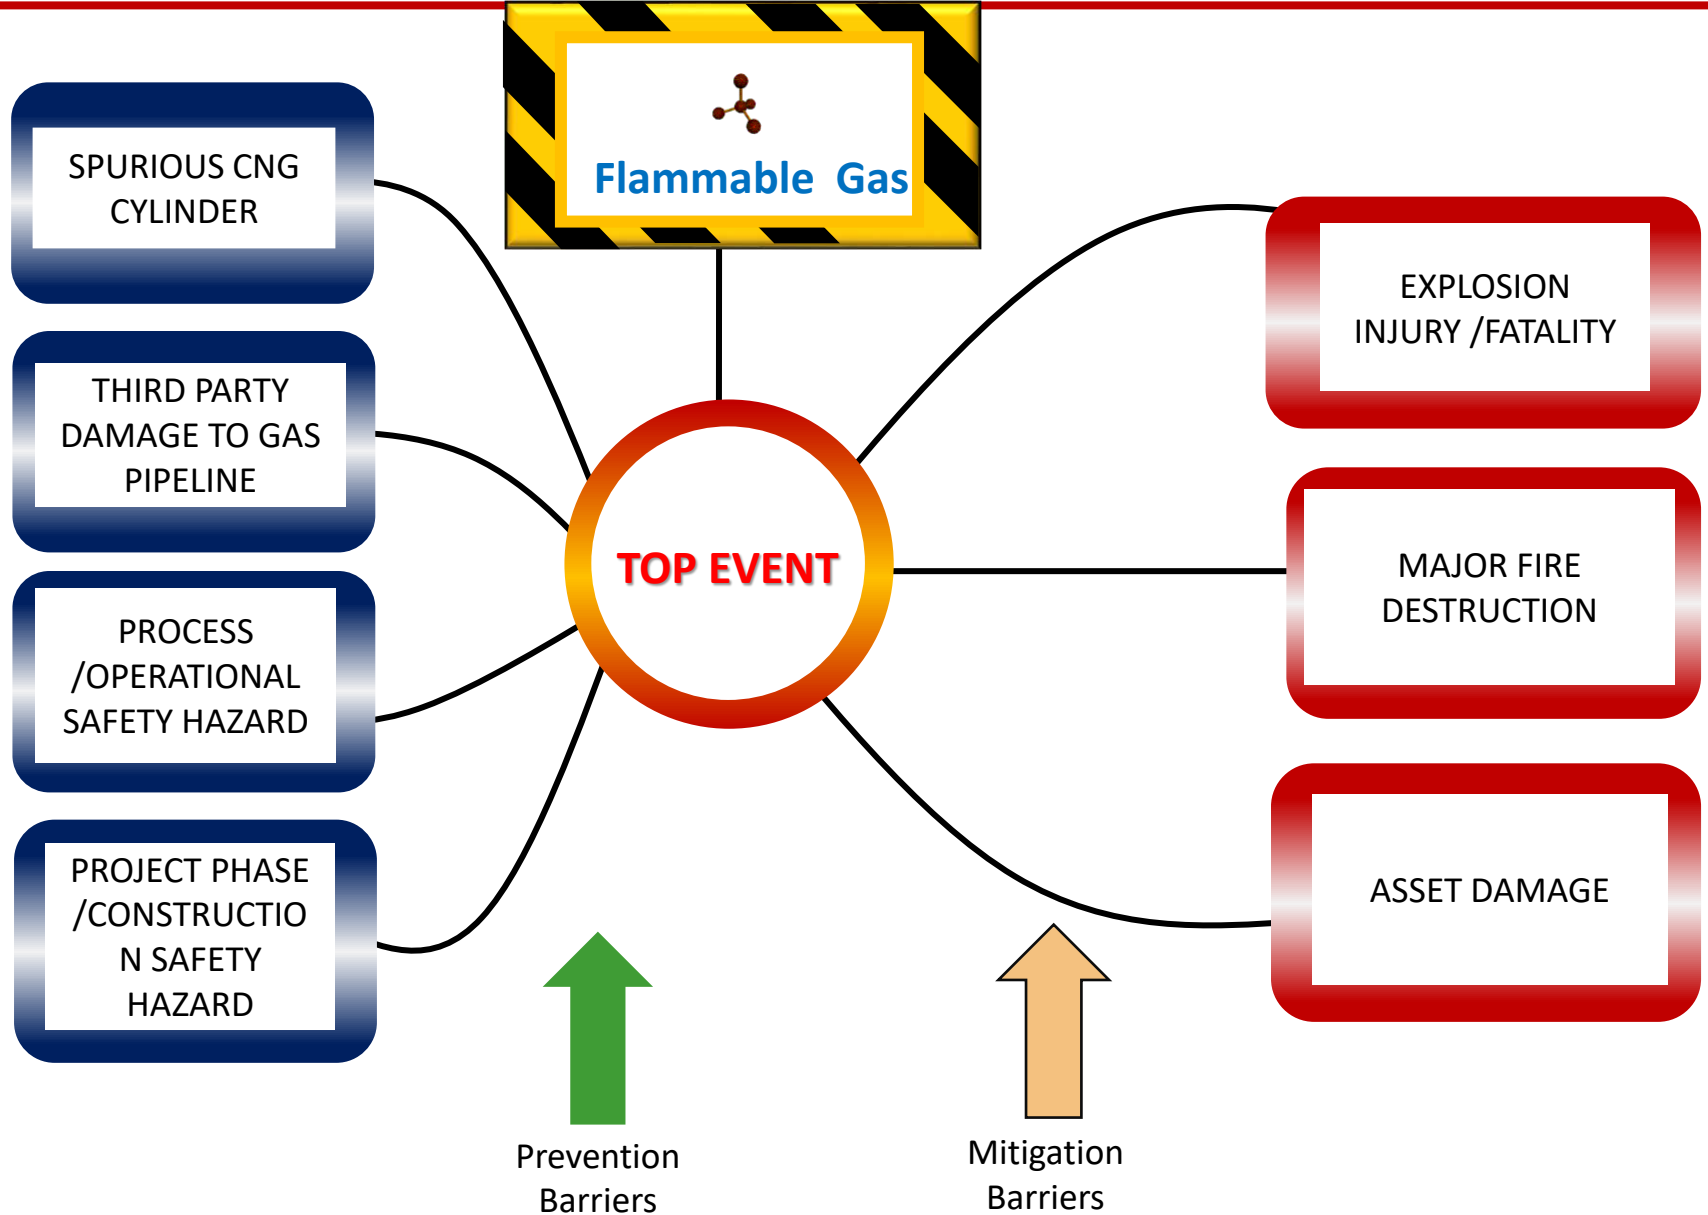 Flammable  Gas
SPURIOUS CNG
CYLINDER
THIRD PARTY
DAMAGE TO GAS
PIPELINE
PROCESS
/OPERATIONAL
SAFETY HAZARD
PROJECT PHASE
/CONSTRUCTIO
N SAFETY
HAZARD
TOP EVENT
EXPLOSION
INJURY /FATALITY
MAJOR FIRE
DESTRUCTION
ASSET DAMAGE
Prevention
Barriers
Mitigation
Barriers